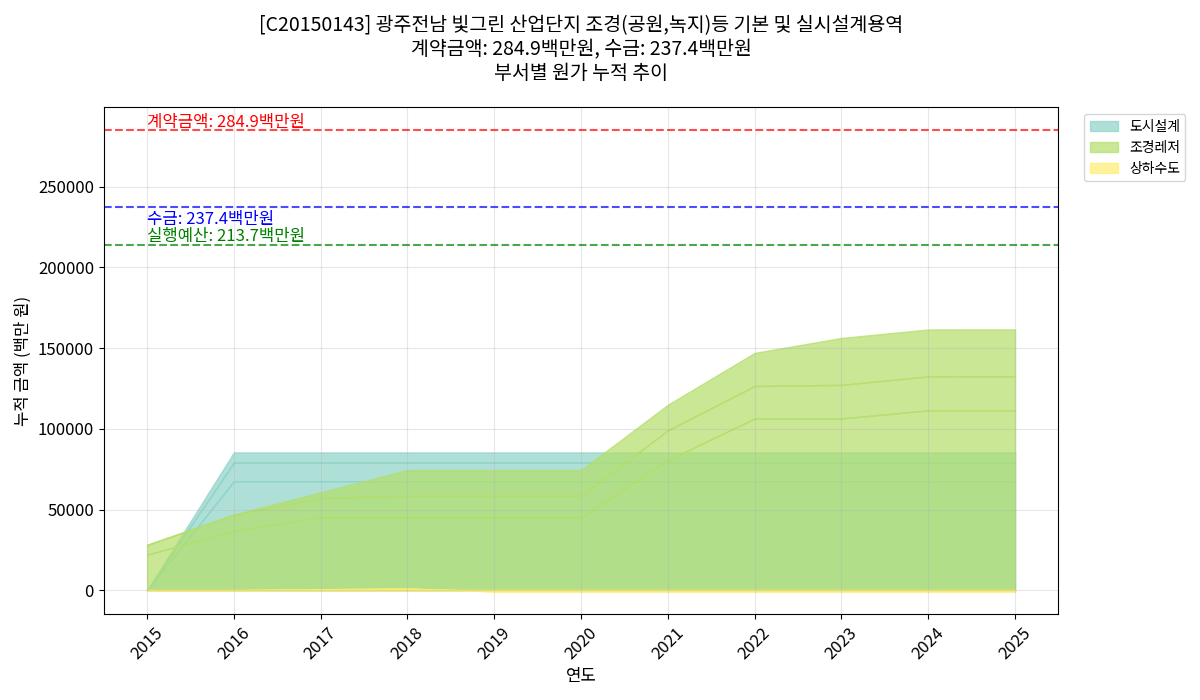 [C20150143] 광주전남 빛그린 산업단지 조경(공원,녹지)등 기본 및 실시설계용역
계약금액: 284.9백만원, 수금: 237.4백만원
부서별 원가 누적 추이
계약금액: 284.9백만원
수금: 237.4백만원
실행예산: 213.7백만원
도시설계
조경레저
상하수도
누적 금액 (백만 원)
250000
200000
150000
100000
50000
0
2015
2016
2017
2018
2019
2020
2021
2022
2023
2024
2025
연도